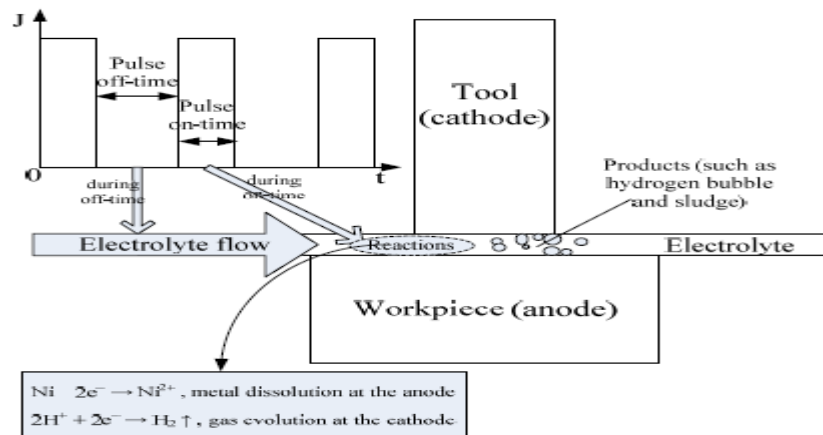 J
Pulse
off-time
Pulse
on-time
0
t
during
off-time
during
on-time
Tool
(cathode)
Products (such as
hydrogen bubble
and sludge)
Electrolyte flow
Reactions
Electrolyte
Workpiece (anode)
Ni 2e⁻ → Ni²⁺, metal dissolution at the anode
2H⁺ + 2e⁻ → H₂ ↑, gas evolution at the cathode